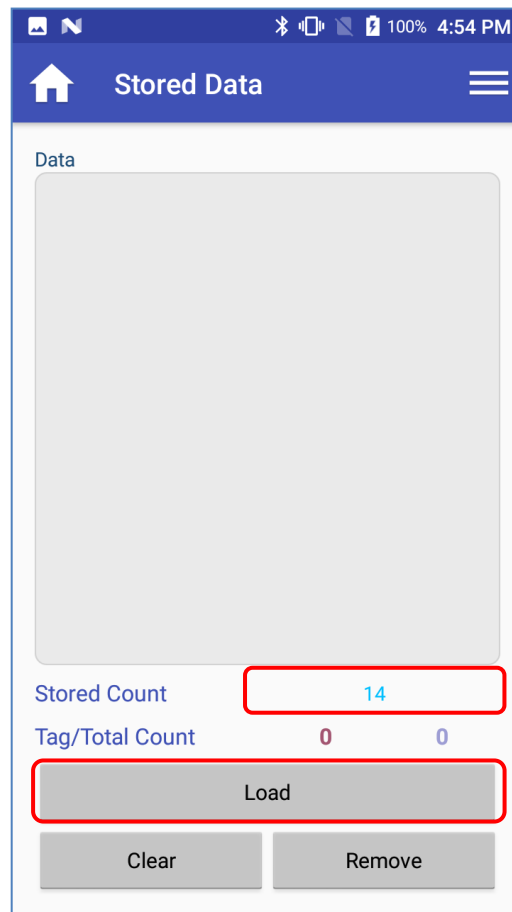 100% 4:54 PM
Stored Data
Data
Stored Count 14
Tag/Total Count 0 0
Load
Clear Remove